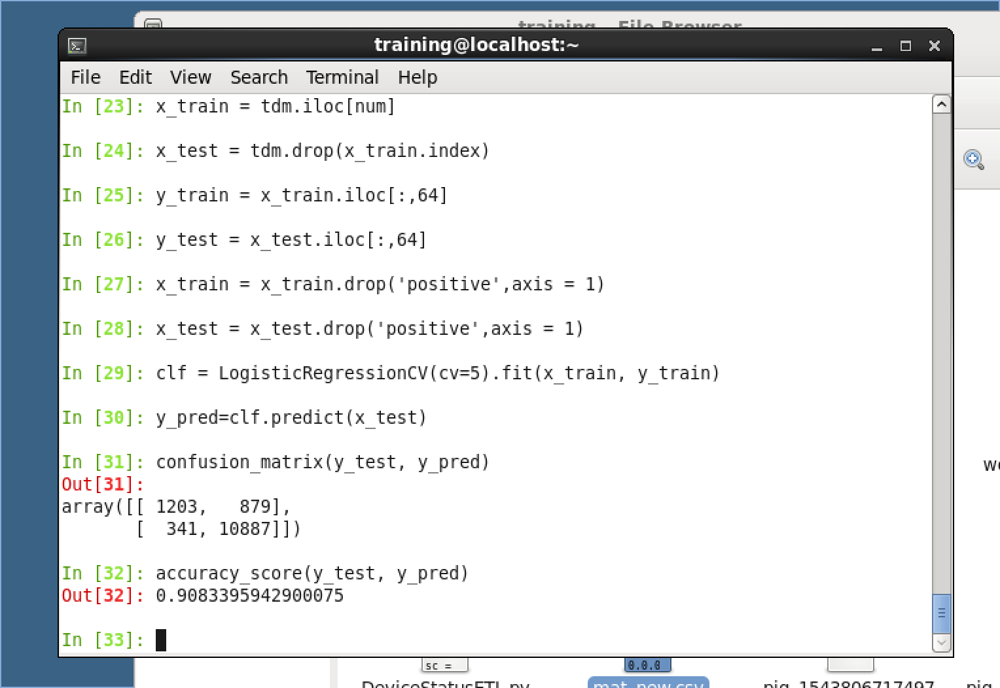 training - File Browser
training@localhost:~
File Edit View Search Terminal Help
In [23]: x_train = tdm.iloc[num]
In [24]: x_test = tdm.drop(x_train.index)
In [25]: y_train = x_train.iloc[:,64]
In [26]: y_test = x_test.iloc[:,64]
In [27]: x_train = x_train.drop('positive',axis = 1)
In [28]: x_test = x_test.drop('positive',axis = 1)
In [29]: clf = LogisticRegressionCV(cv=5).fit(x_train, y_train)
In [30]: y_pred=clf.predict(x_test)
In [31]: confusion_matrix(y_test, y_pred)
Out[31]:
array([[ 1203,   879],
       [  341, 10887]])
In [32]: accuracy_score(y_test, y_pred)
Out[32]: 0.9083395942900075
In [33]:
sc =
0.0.0
DeviceStatusETL.py mat_new.csv pig_1543806717497 pig